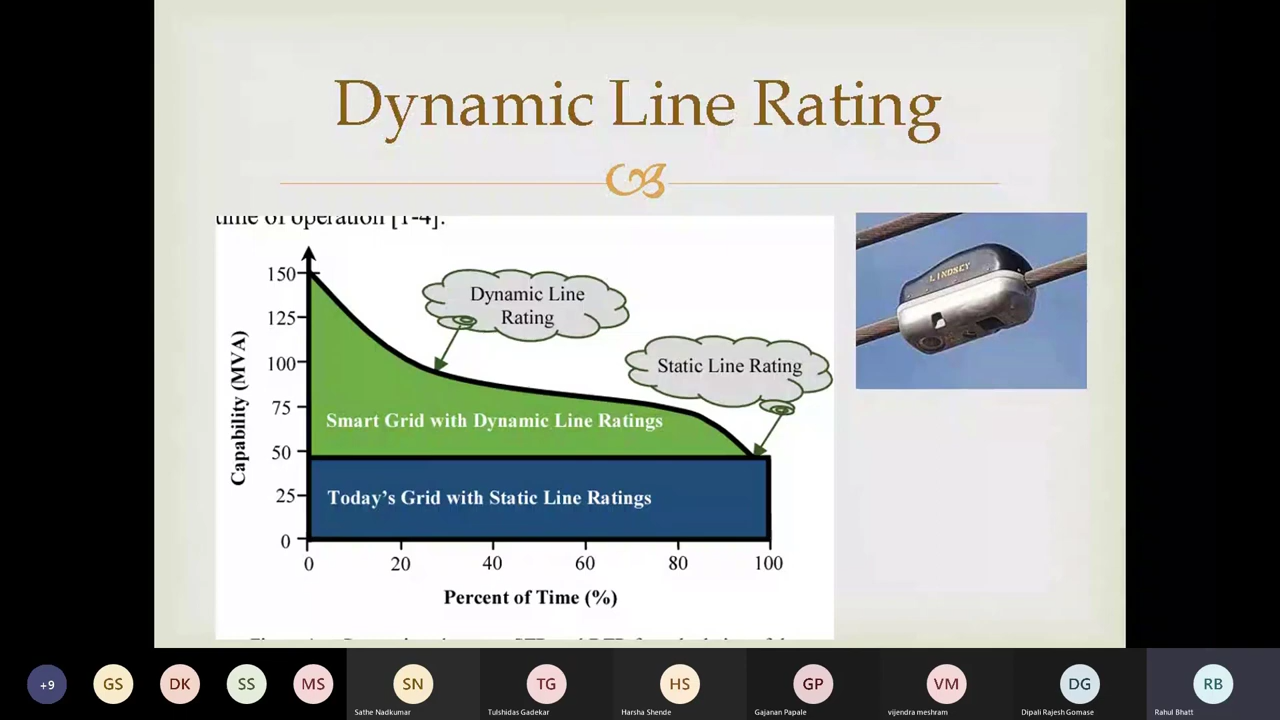 Dynamic Line Rating
time of operation [1-4].
150
125
100
75
50
25
0
Capability (MVA)
Dynamic Line
Rating
Static Line Rating
Smart Grid with Dynamic Line Ratings
Today's Grid with Static Line Ratings
0 20 40 60 80 100
Percent of Time (%)
LINDSEY
+9 GS DK SS MS SN TG HS GP VM DG RB
Sathe Nadkumar Tulshidas Gadekar Harsha Shende Gajanan Papale vijendra meshram Dipali Rajesh Gomase Rahul Bhatt